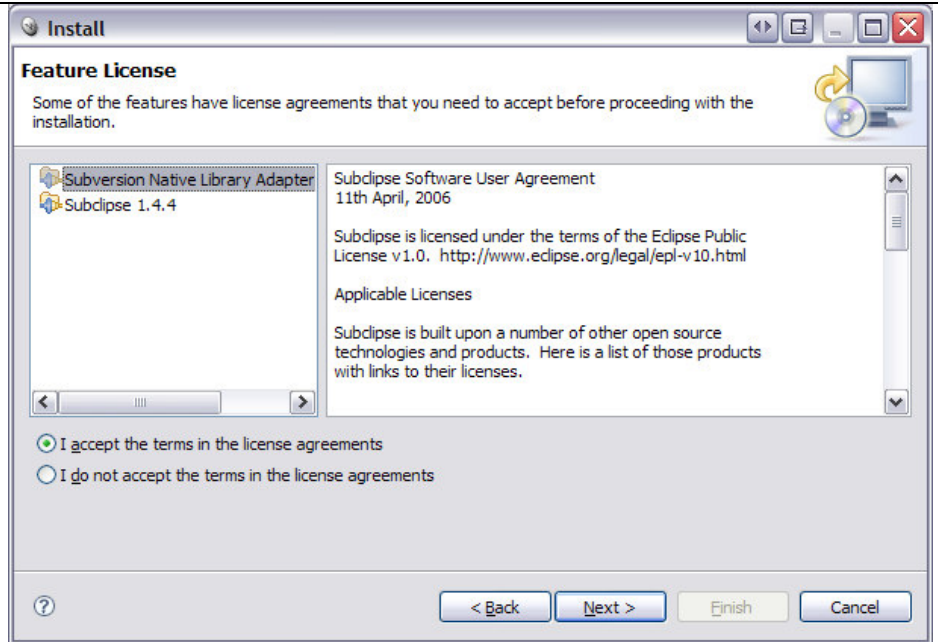 Install
Feature License
Some of the features have license agreements that you need to accept before proceeding with the
installation.
Subversion Native Library Adapter
Subclipse 1.4.4
Subclipse Software User Agreement
11th April, 2006
Subclipse is licensed under the terms of the Eclipse Public
License v1.0.  http://www.eclipse.org/legal/epl-v10.html
Applicable Licenses
Subclipse is built upon a number of other open source
technologies and products.  Here is a list of those products
with links to their licenses.
I accept the terms in the license agreements
I do not accept the terms in the license agreements
< Back
Next >
Finish
Cancel